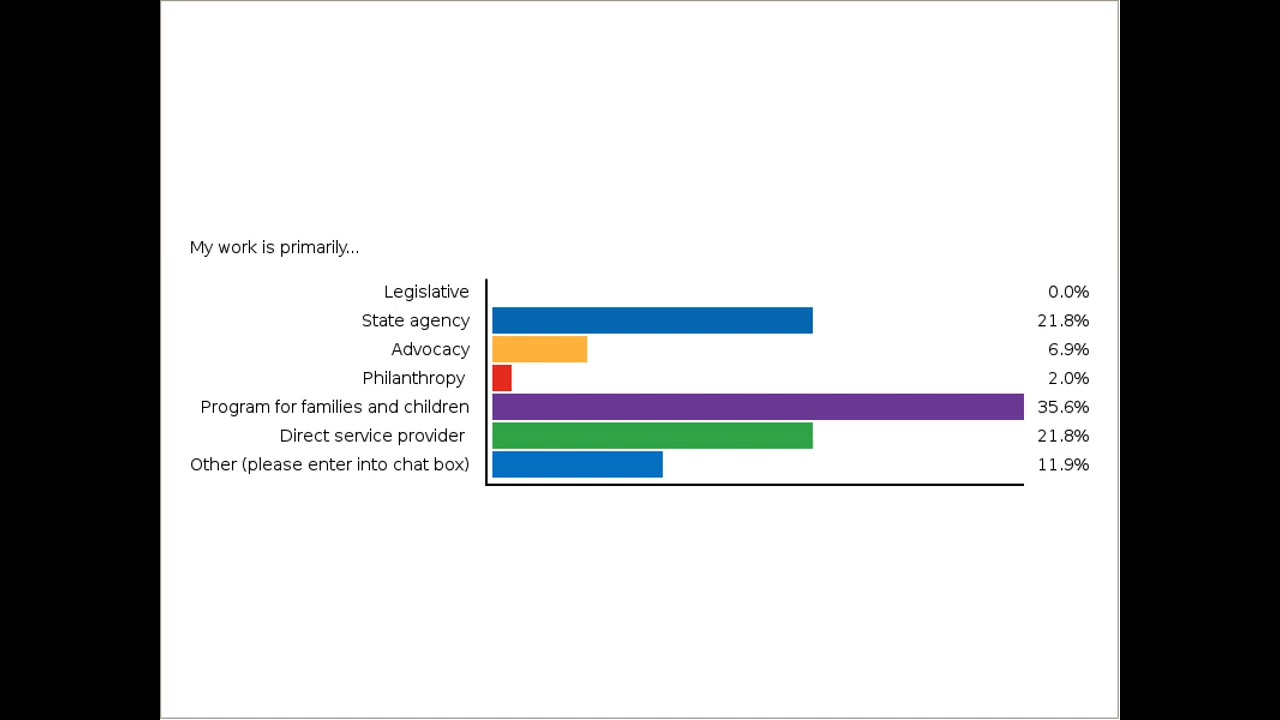 My work is primarily...
Legislative 0.0%
State agency 21.8%
Advocacy 6.9%
Philanthropy 2.0%
Program for families and children 35.6%
Direct service provider 21.8%
Other (please enter into chat box) 11.9%